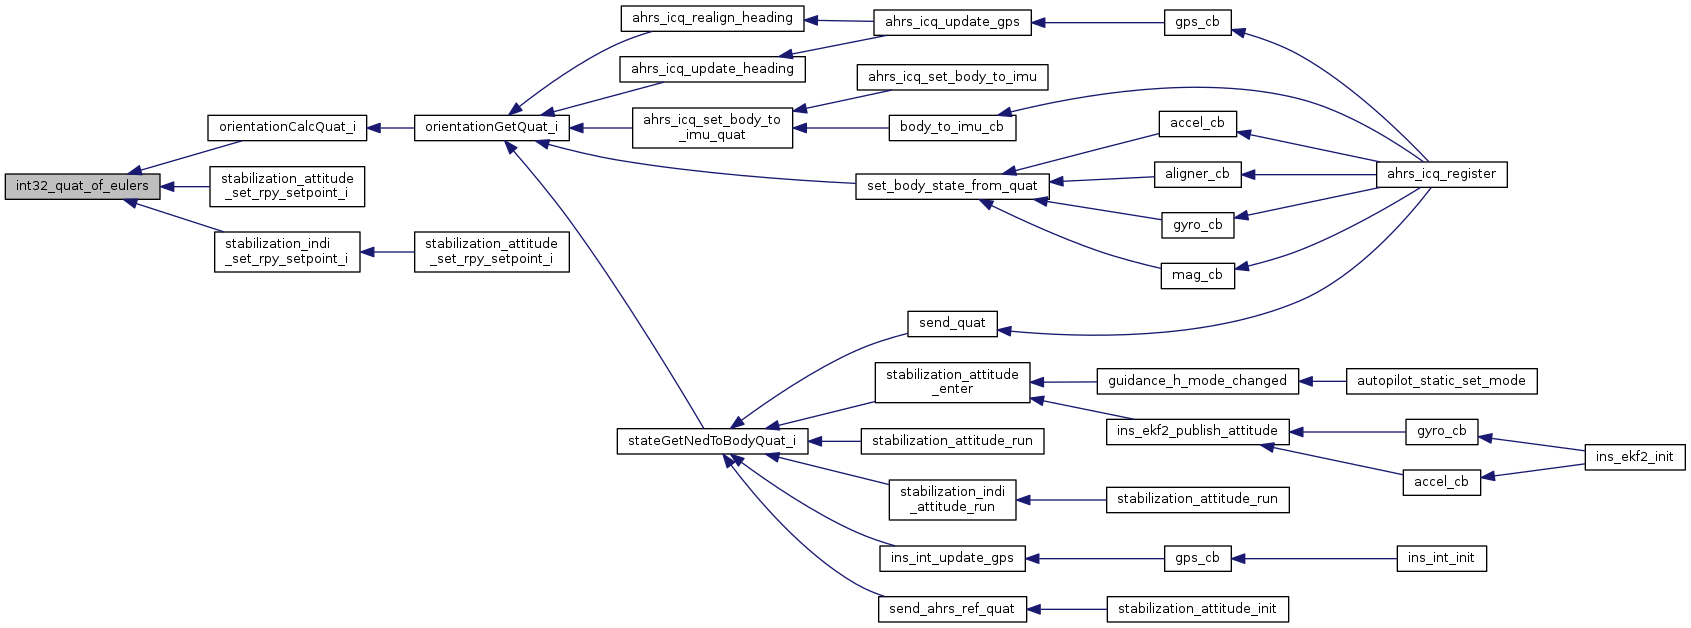 int32_quat_of_eulers
orientationCalcQuat_i
stabilization_attitude
_set_rpy_setpoint_i
stabilization_indi
_set_rpy_setpoint_i
orientationGetQuat_i
stabilization_attitude
_set_rpy_setpoint_i
ahrs_icq_realign_heading
ahrs_icq_update_heading
ahrs_icq_set_body_to
_imu_quat
set_body_state_from_quat
stateGetNedToBodyQuat_i
ahrs_icq_update_gps
ahrs_icq_set_body_to_imu
body_to_imu_cb
gps_cb
accel_cb
aligner_cb
gyro_cb
mag_cb
ahrs_icq_register
send_quat
stabilization_attitude
_enter
stabilization_attitude_run
stabilization_indi
_attitude_run
ins_int_update_gps
send_ahrs_ref_quat
guidance_h_mode_changed
autopilot_static_set_mode
ins_ekf2_publish_attitude
gyro_cb
accel_cb
ins_ekf2_init
stabilization_attitude_run
gps_cb
ins_int_init
stabilization_attitude_init